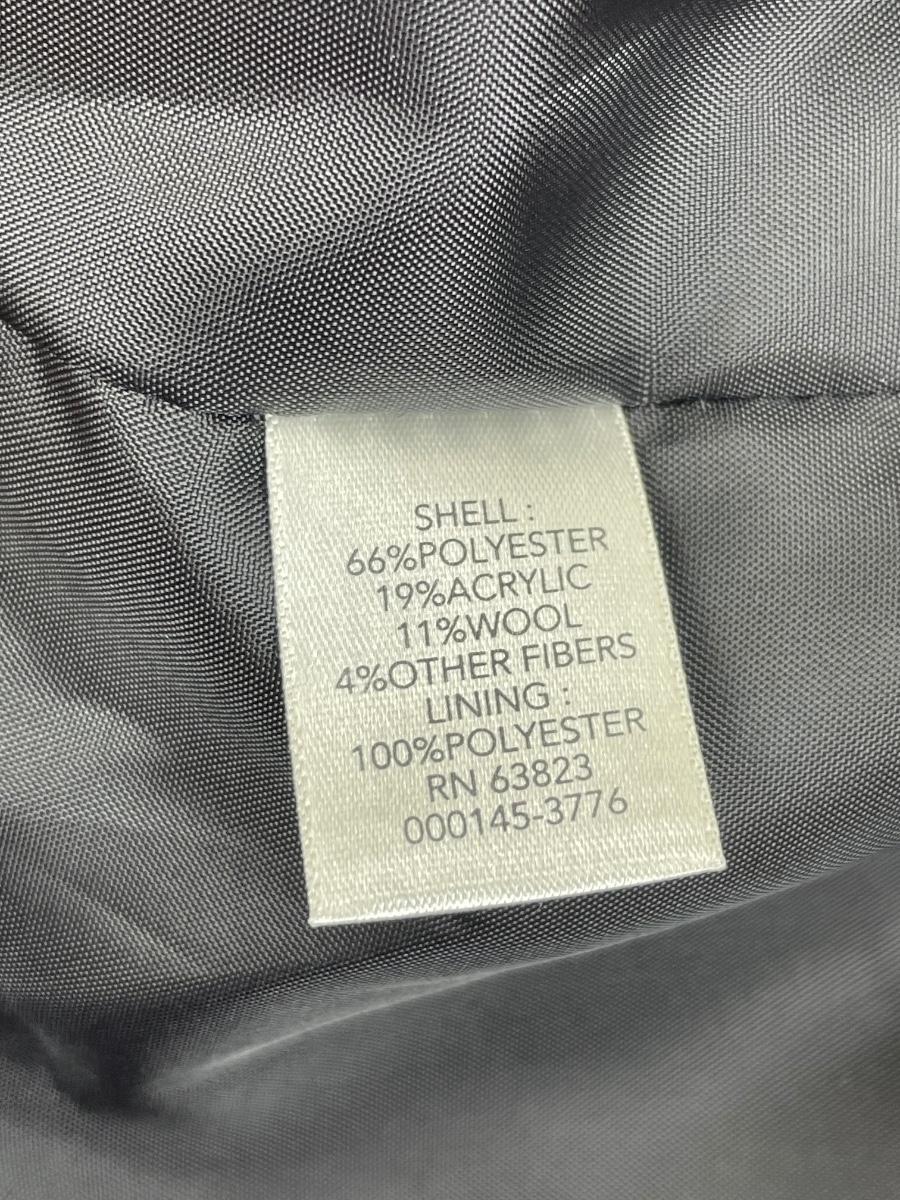 SHELL :
66%POLYESTER
19%ACRYLIC
11%WOOL
4%OTHER FIBERS
LINING :
100%POLYESTER
RN 63823
000145-3776